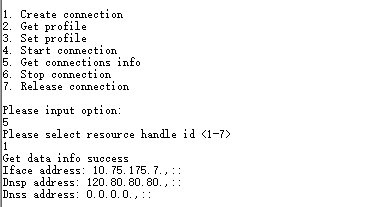 1. Create connection
2. Get profile
3. Set profile
4. Start connection
5. Get connections info
6. Stop connection
7. Release connection
Please input option:
5
Please select resource handle id <1-7>
1
Get data info success
Iface address: 10.75.175.7.,::
Dnsp address: 120.80.80.80.,::
Dnss address: 0.0.0.0.,::